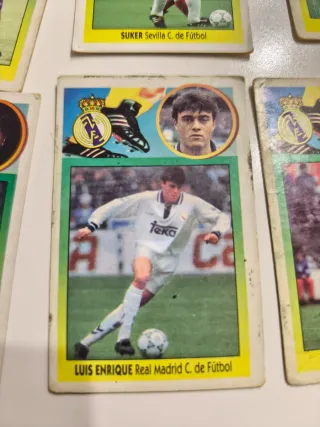 SUKER Sevilla C. de Fútbol
Teka
LUIS ENRIQUE Real Madrid C. de Fútbol